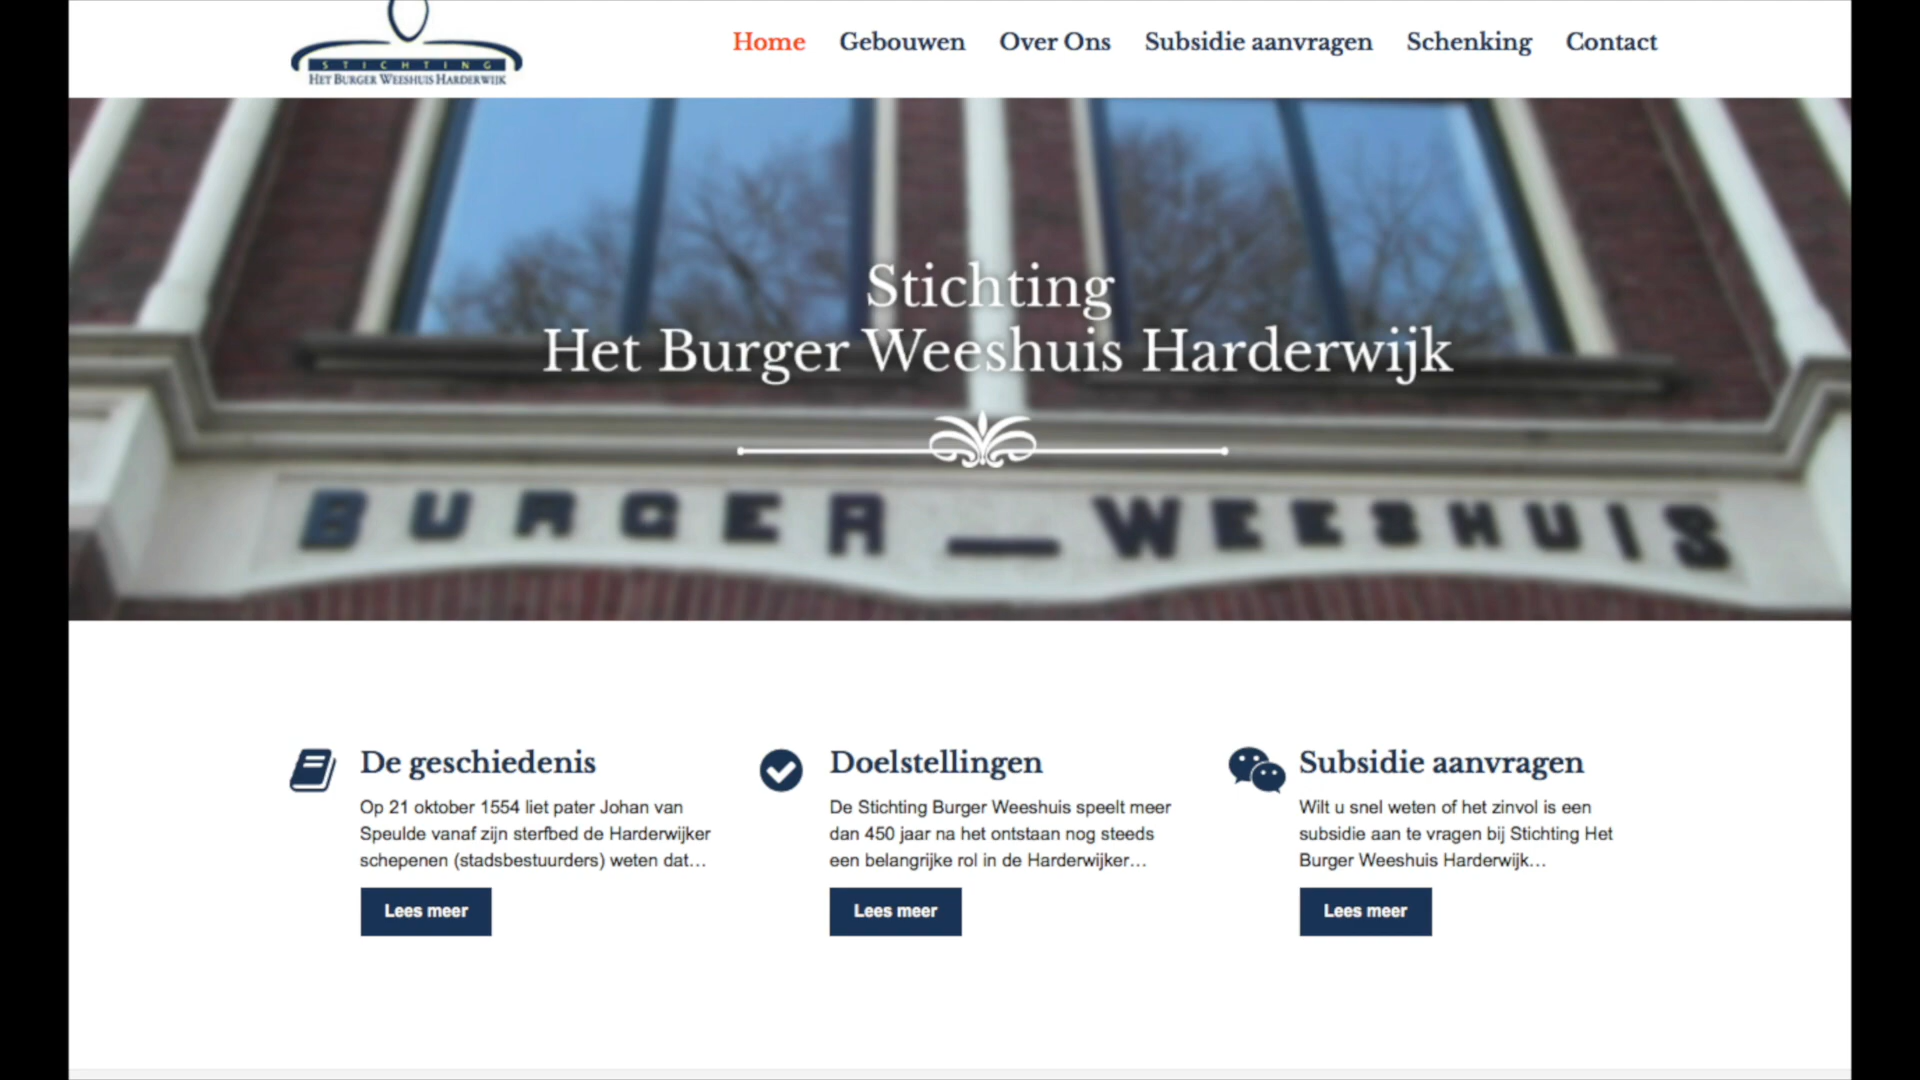 STICHTING
HET BURGER WEESHUIS HARDERWIJK
Home Gebouwen Over Ons Subsidie aanvragen Schenking Contact
Stichting
Het Burger Weeshuis Harderwijk
BURGER — WEESHUIS
De geschiedenis
Op 21 oktober 1554 liet pater Johan van
Speulde vanaf zijn sterfbed de Harderwijker
schepenen (stadsbestuurders) weten dat…
Lees meer
Doelstellingen
De Stichting Burger Weeshuis speelt meer
dan 450 jaar na het ontstaan nog steeds
een belangrijke rol in de Harderwijker…
Lees meer
Subsidie aanvragen
Wilt u snel weten of het zinvol is een
subsidie aan te vragen bij Stichting Het
Burger Weeshuis Harderwijk…
Lees meer